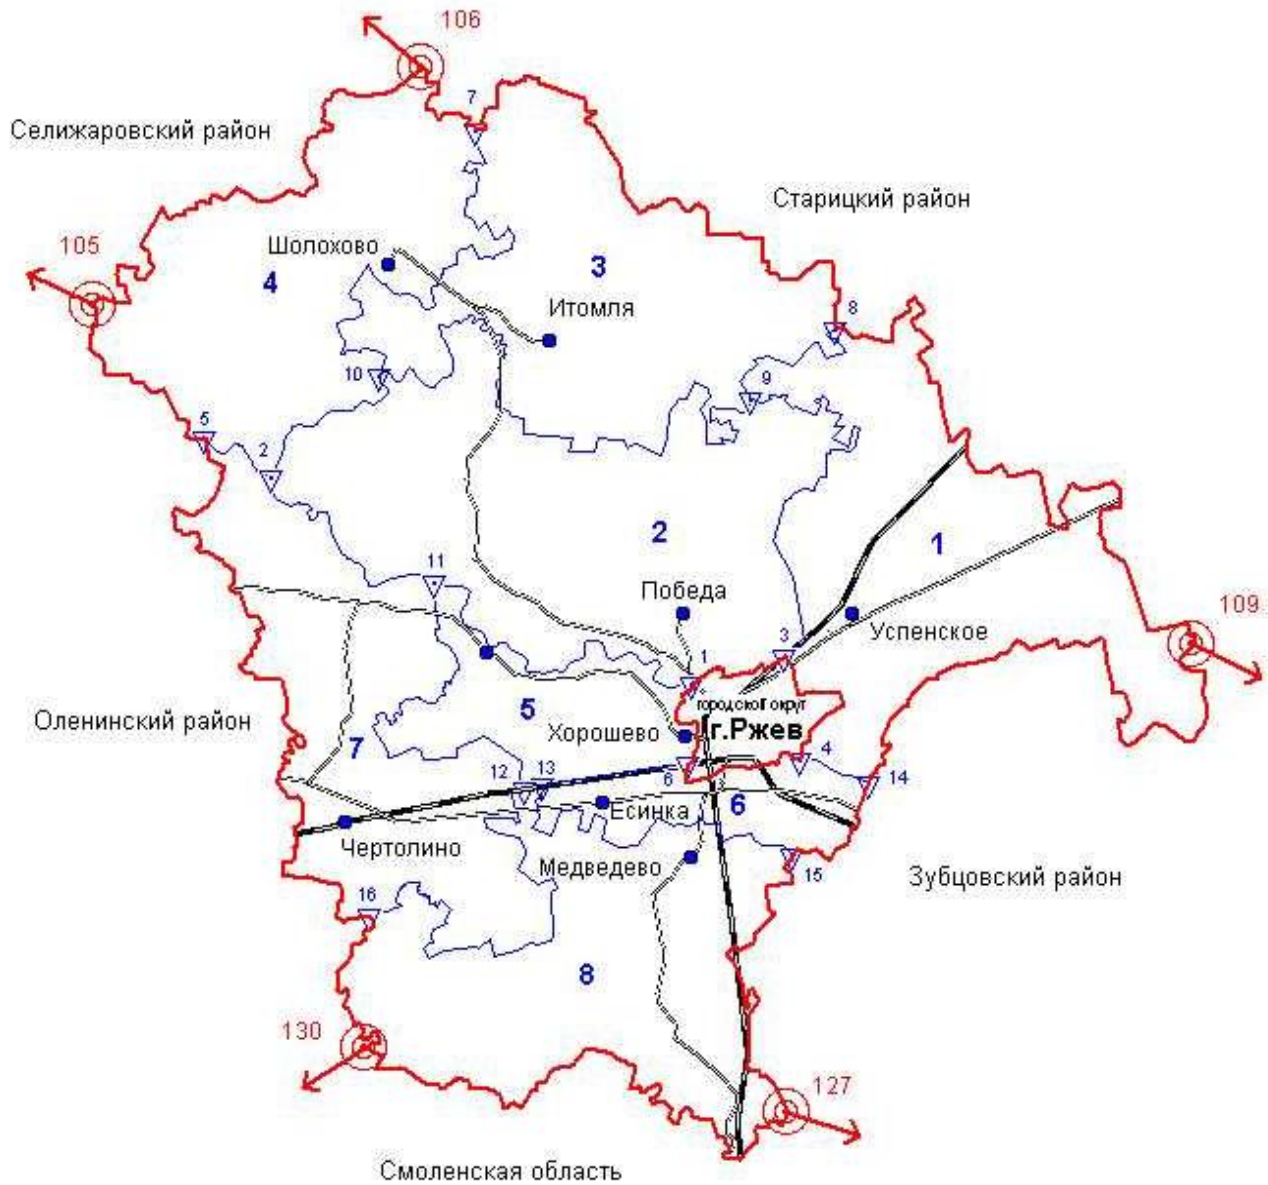 106
7
Селижаровский район
Старицкий район
105
Шолохово
4
3
Итомля
8
10
9
5
2
2
1
11
Победа
109
Успенское
3
1
Оленинский район
5
городской округ
г.Ржев
Хорошево
7
4
6
12
13
14
6
Есинка
Чертолино
Медведево
15
Зубцовский район
16
8
130
127
Смоленская область